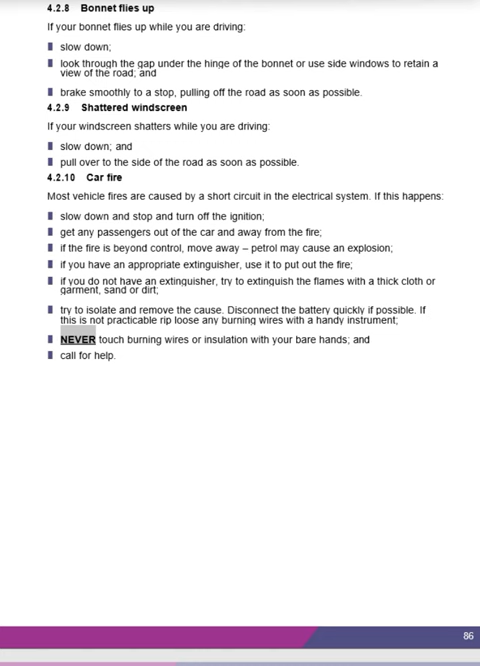 4.2.8 Bonnet flies up
If your bonnet flies up while you are driving:
slow down;
look through the gap under the hinge of the bonnet or use side windows to retain a
view of the road; and
brake smoothly to a stop, pulling off the road as soon as possible.
4.2.9 Shattered windscreen
If your windscreen shatters while you are driving:
slow down; and
pull over to the side of the road as soon as possible.
4.2.10 Car fire
Most vehicle fires are caused by a short circuit in the electrical system. If this happens:
slow down and stop and turn off the ignition;
get any passengers out of the car and away from the fire;
if the fire is beyond control, move away – petrol may cause an explosion;
if you have an appropriate extinguisher, use it to put out the fire;
if you do not have an extinguisher, try to extinguish the flames with a thick cloth or
garment, sand or dirt;
try to isolate and remove the cause. Disconnect the battery quickly if possible. If
this is not practicable rip loose any burning wires with a handy instrument;
NEVER touch burning wires or insulation with your bare hands; and
call for help.
86